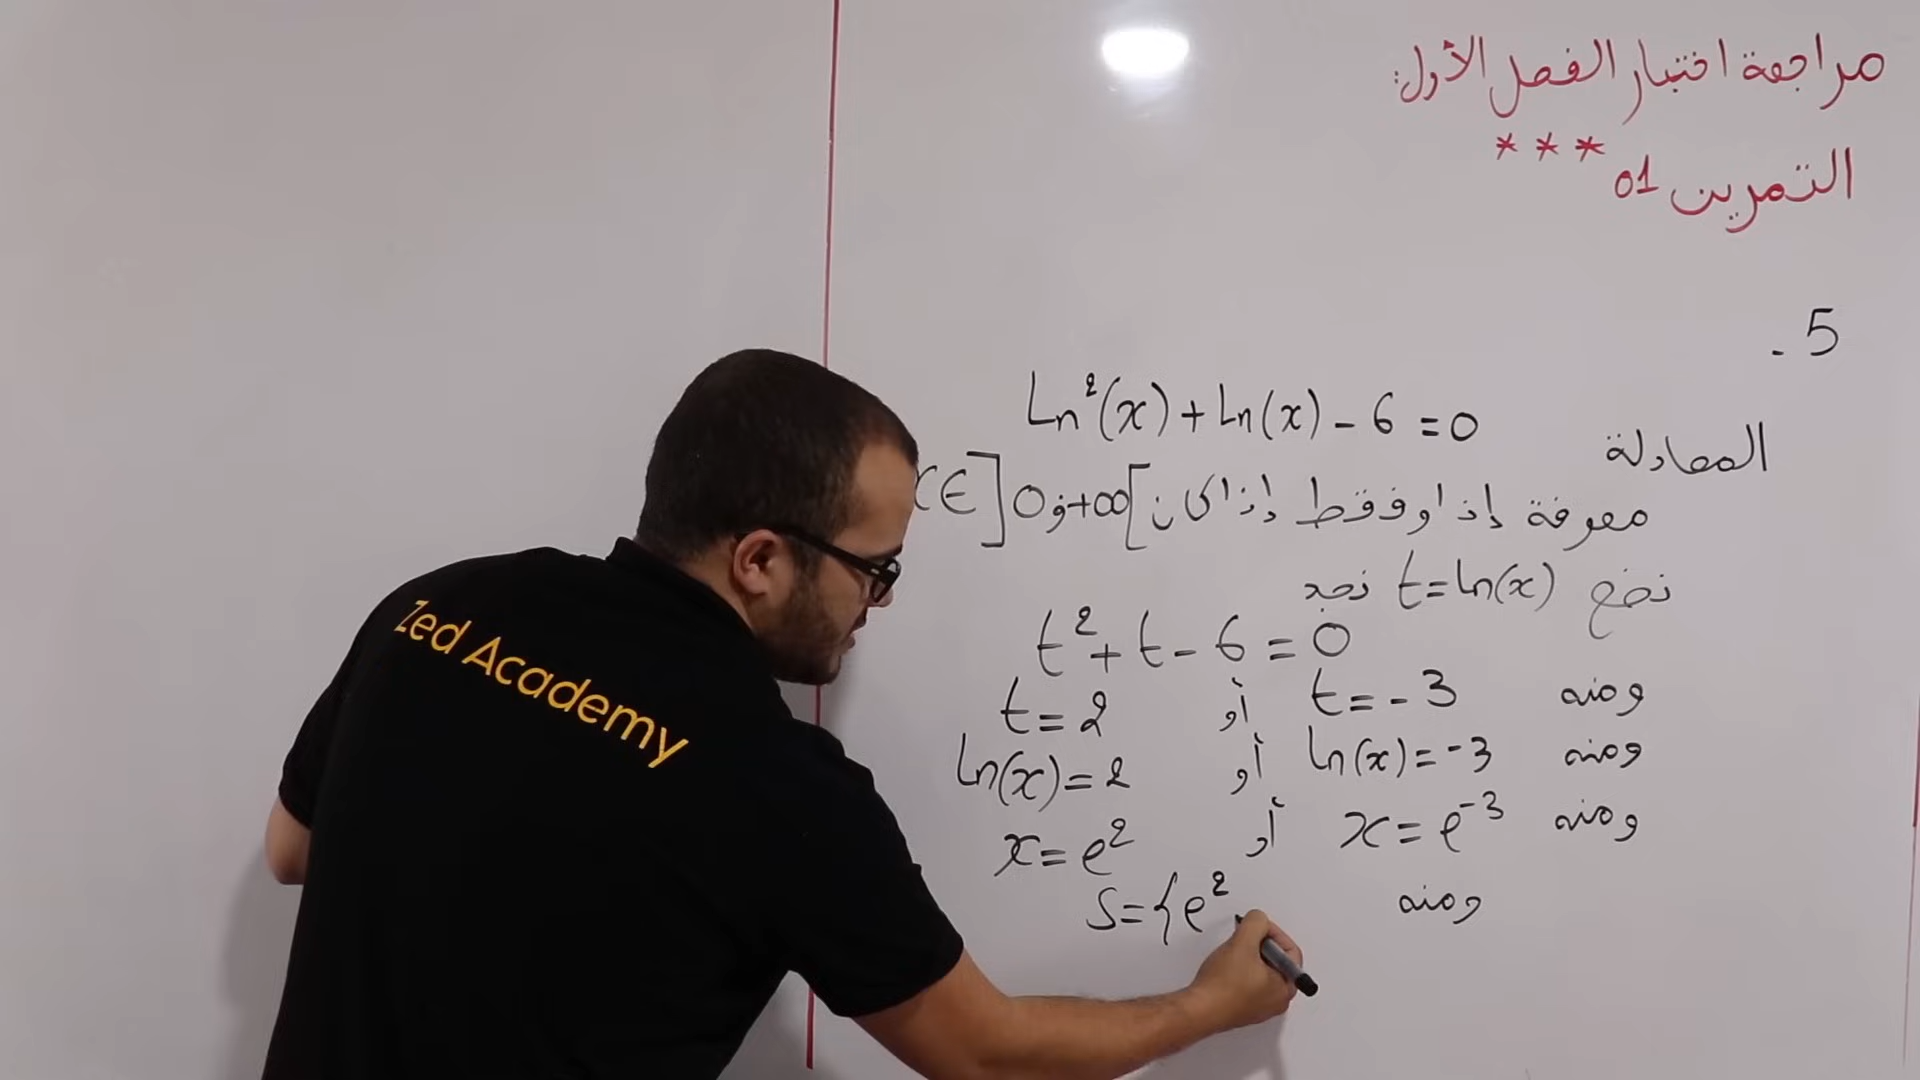 مراجعة اختبار الفصل الأول:
التمرين 01 ***
5 .
المعادلة Ln²(x) + Ln(x) - 6 = 0
معرفة إذا وفقط إذا كان x ∈ ]0 و +∞[
نضع t = ln(x) نجد
t² + t - 6 = 0
ومنه t = -3 أو t = 2
ومنه ln(x) = -3 أو ln(x) = 2
ومنه x = e⁻³ أو x = e²
ومنه S = {e²
Zed Academy